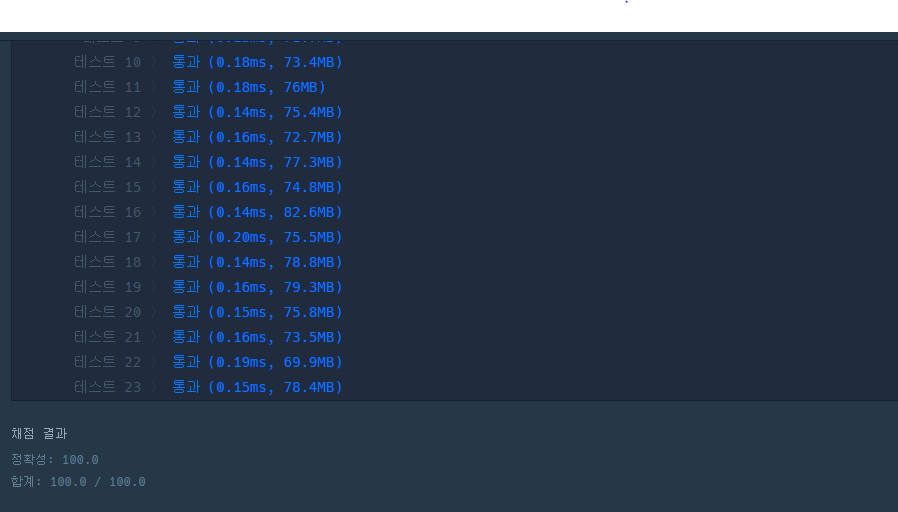 테스트 10 〉 통과 (0.18ms, 73.4MB)
테스트 11 〉 통과 (0.18ms, 76MB)
테스트 12 〉 통과 (0.14ms, 75.4MB)
테스트 13 〉 통과 (0.16ms, 72.7MB)
테스트 14 〉 통과 (0.14ms, 77.3MB)
테스트 15 〉 통과 (0.16ms, 74.8MB)
테스트 16 〉 통과 (0.14ms, 82.6MB)
테스트 17 〉 통과 (0.20ms, 75.5MB)
테스트 18 〉 통과 (0.14ms, 78.8MB)
테스트 19 〉 통과 (0.16ms, 79.3MB)
테스트 20 〉 통과 (0.15ms, 75.8MB)
테스트 21 〉 통과 (0.16ms, 73.5MB)
테스트 22 〉 통과 (0.19ms, 69.9MB)
테스트 23 〉 통과 (0.15ms, 78.4MB)
채점 결과
정확성: 100.0
합계: 100.0 / 100.0